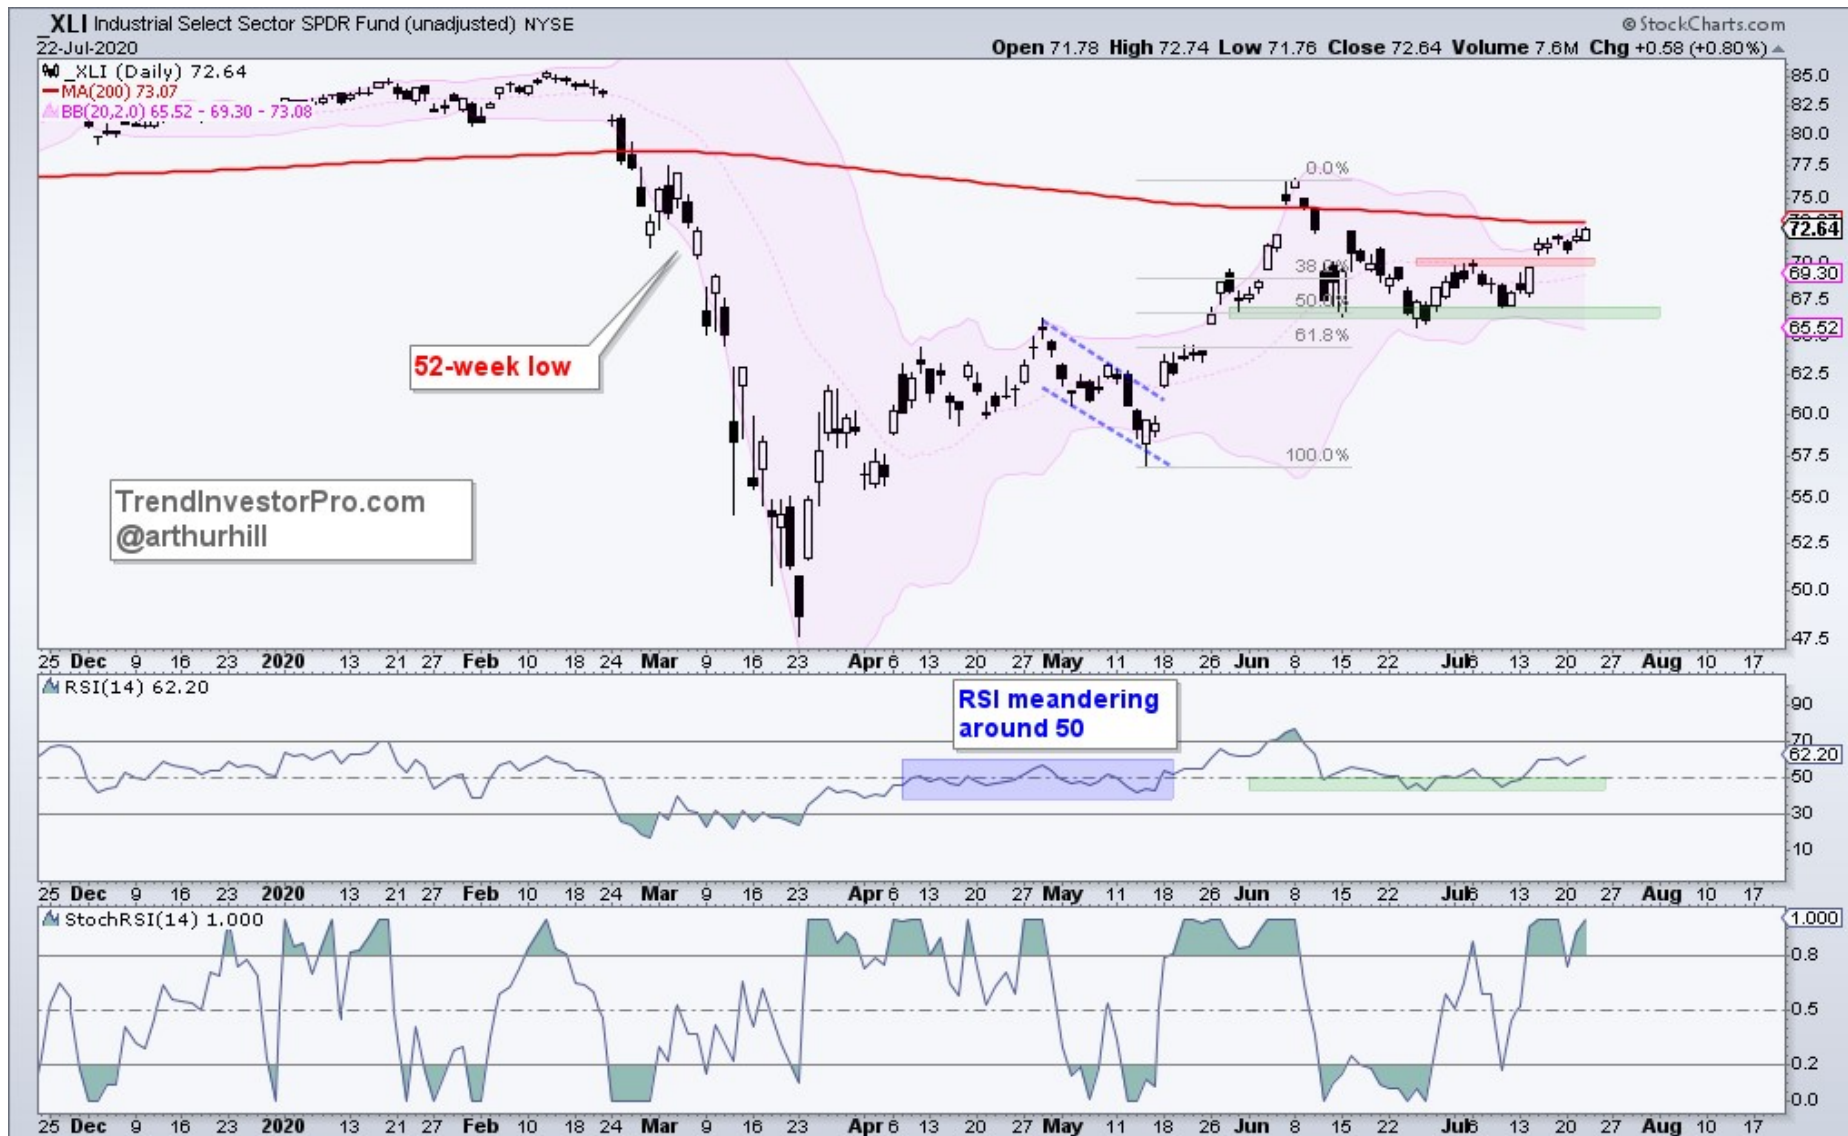 _XLI Industrial Select Sector SPDR Fund (unadjusted) NYSE
© StockCharts.com
22-Jul-2020
Open 71.78 High 72.74 Low 71.76 Close 72.64 Volume 7.6M Chg +0.58 (+0.80%)
_XLI (Daily) 72.64
MA(200) 73.07
BB(20,2.0) 65.52 - 69.30 - 73.08
85.0
82.5
80.0
77.5
75.0
72.64
70.0
69.30
67.5
65.52
62.5
60.0
57.5
55.0
52.5
50.0
47.5
0.0%
50.0%
61.8%
100.0%
52-week low
TrendInvestorPro.com
@arthurhill
25 Dec 9 16 23 2020 13 21 27 Feb 10 18 24 Mar 9 16 23 Apr 6 13 20 27 May 11 18 26 Jun 8 15 22 Jul 6 13 20 27 Aug 10 17
RSI(14) 62.20
RSI meandering
around 50
90
70
62.20
50
30
10
25 Dec 9 16 23 2020 13 21 27 Feb 10 18 24 Mar 9 16 23 Apr 6 13 20 27 May 11 18 26 Jun 8 15 22 Jul 6 13 20 27 Aug 10 17
StochRSI(14) 1.000
1.000
0.8
0.5
0.2
0.0
25 Dec 9 16 23 2020 13 21 27 Feb 10 18 24 Mar 9 16 23 Apr 6 13 20 27 May 11 18 26 Jun 8 15 22 Jul 6 13 20 27 Aug 10 17